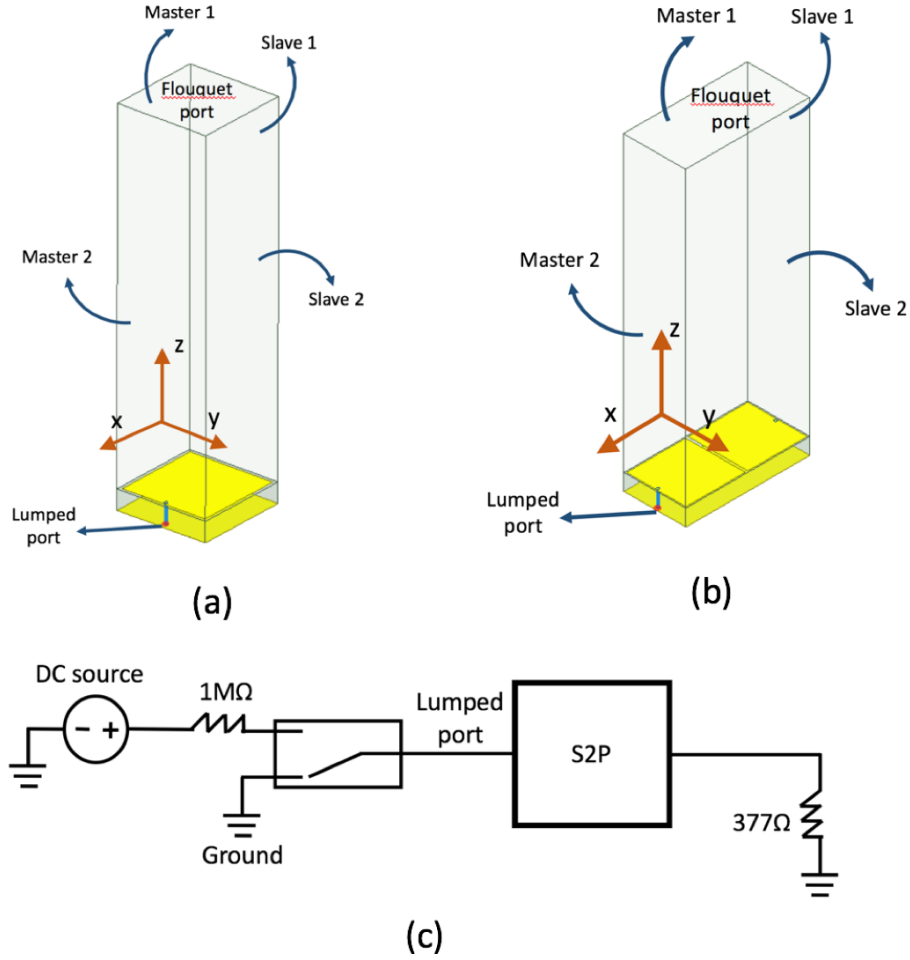 Master 1
Slave 1
Flouquet
port
Master 2
Slave 2
z
x
y
Lumped
port
(a)
Master 1
Slave 1
Flouquet
port
Master 2
Slave 2
z
x
y
Lumped
port
(b)
DC source
1MΩ
- +
Lumped
port
S2P
377Ω
Ground
(c)